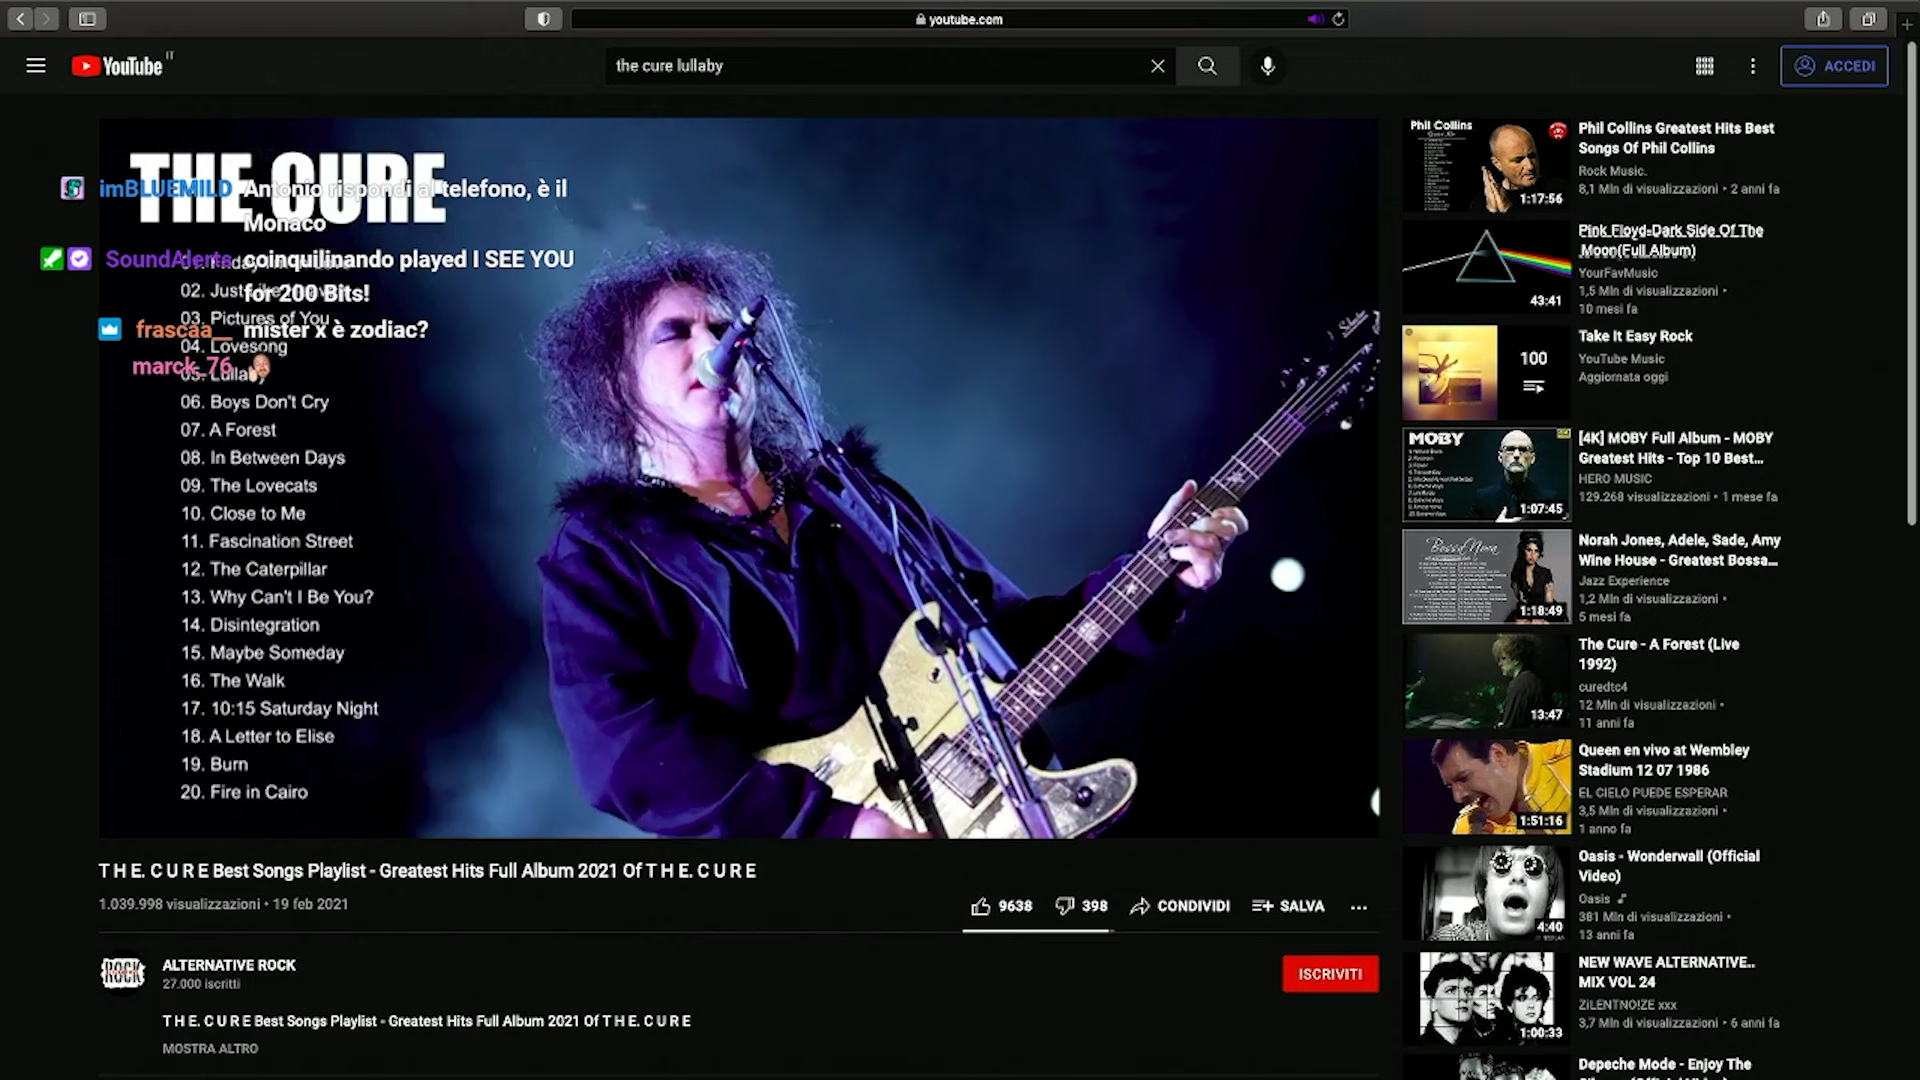 youtube.com
YouTube IT
the cure lullaby
ACCEDI
THE CURE
imBLUEMILD Antonio rispondi al telefono, è il
Monaco
SoundAlerts coinquilinando played I SEE YOU
for 200 Bits!
02. Just
03. Pictures of You
frascaa__ mister x è zodiac?
04. Lovesong
marck_76
05. Lullaby
06. Boys Don't Cry
07. A Forest
08. In Between Days
09. The Lovecats
10. Close to Me
11. Fascination Street
12. The Caterpillar
13. Why Can't I Be You?
14. Disintegration
15. Maybe Someday
16. The Walk
17. 10:15 Saturday Night
18. A Letter to Elise
19. Burn
20. Fire in Cairo
T H E. C U R E Best Songs Playlist - Greatest Hits Full Album 2021 Of T H E. C U R E
1.039.998 visualizzazioni • 19 feb 2021
9638
398
CONDIVIDI
SALVA
ROCK
ALTERNATIVE ROCK
27.000 iscritti
ISCRIVITI
T H E. C U R E Best Songs Playlist - Greatest Hits Full Album 2021 Of T H E. C U R E
MOSTRA ALTRO
Phil Collins
1:17:56
Phil Collins Greatest Hits Best
Songs Of Phil Collins
Rock Music.
8,1 Mln di visualizzazioni • 2 anni fa
43:41
Pink Floyd-Dark Side Of The
Moon(Full Album)
YourFavMusic
1,5 Mln di visualizzazioni •
10 mesi fa
100
Take It Easy Rock
YouTube Music
Aggiornata oggi
MOBY
1:07:45
[4K] MOBY Full Album - MOBY
Greatest Hits - Top 10 Best...
HERO MUSIC
129.268 visualizzazioni • 1 mese fa
Bossa Nova
1:18:49
Norah Jones, Adele, Sade, Amy
Wine House - Greatest Bossa...
Jazz Experience
1,2 Mln di visualizzazioni •
5 mesi fa
13:47
The Cure - A Forest (Live
1992)
curedtc4
12 Mln di visualizzazioni •
11 anni fa
1:51:16
Queen en vivo at Wembley
Stadium 12 07 1986
EL CIELO PUEDE ESPERAR
3,5 Mln di visualizzazioni •
1 anno fa
4:40
Oasis - Wonderwall (Official
Video)
Oasis
381 Mln di visualizzazioni •
13 anni fa
1:00:33
NEW WAVE ALTERNATIVE..
MIX VOL 24
ZiLENTNO!ZE xxx
3,7 Mln di visualizzazioni • 6 anni fa
Depeche Mode - Enjoy The